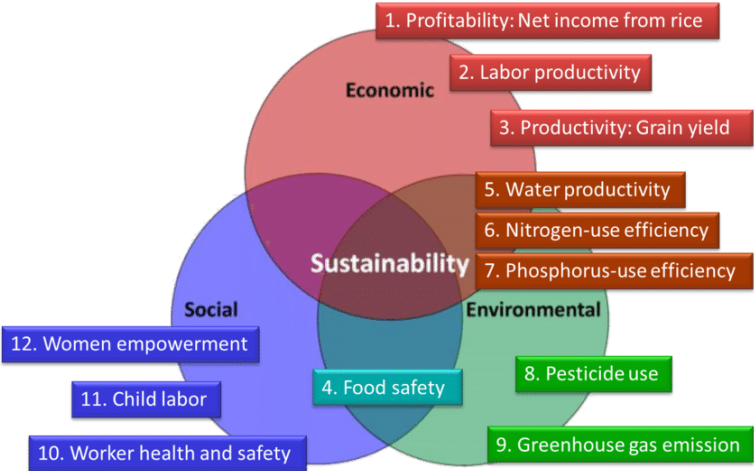 1. Profitability: Net income from rice
2. Labor productivity
Economic
3. Productivity: Grain yield
5. Water productivity
6. Nitrogen-use efficiency
Sustainability
7. Phosphorus-use efficiency
Social
Environmental
12. Women empowerment
8. Pesticide use
4. Food safety
11. Child labor
9. Greenhouse gas emission
10. Worker health and safety